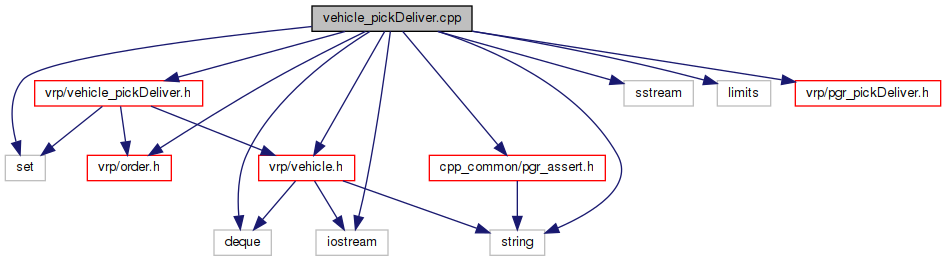 vehicle_pickDeliver.cpp
vrp/vehicle_pickDeliver.h
sstream
limits
vrp/pgr_pickDeliver.h
set
vrp/order.h
vrp/vehicle.h
cpp_common/pgr_assert.h
deque
iostream
string